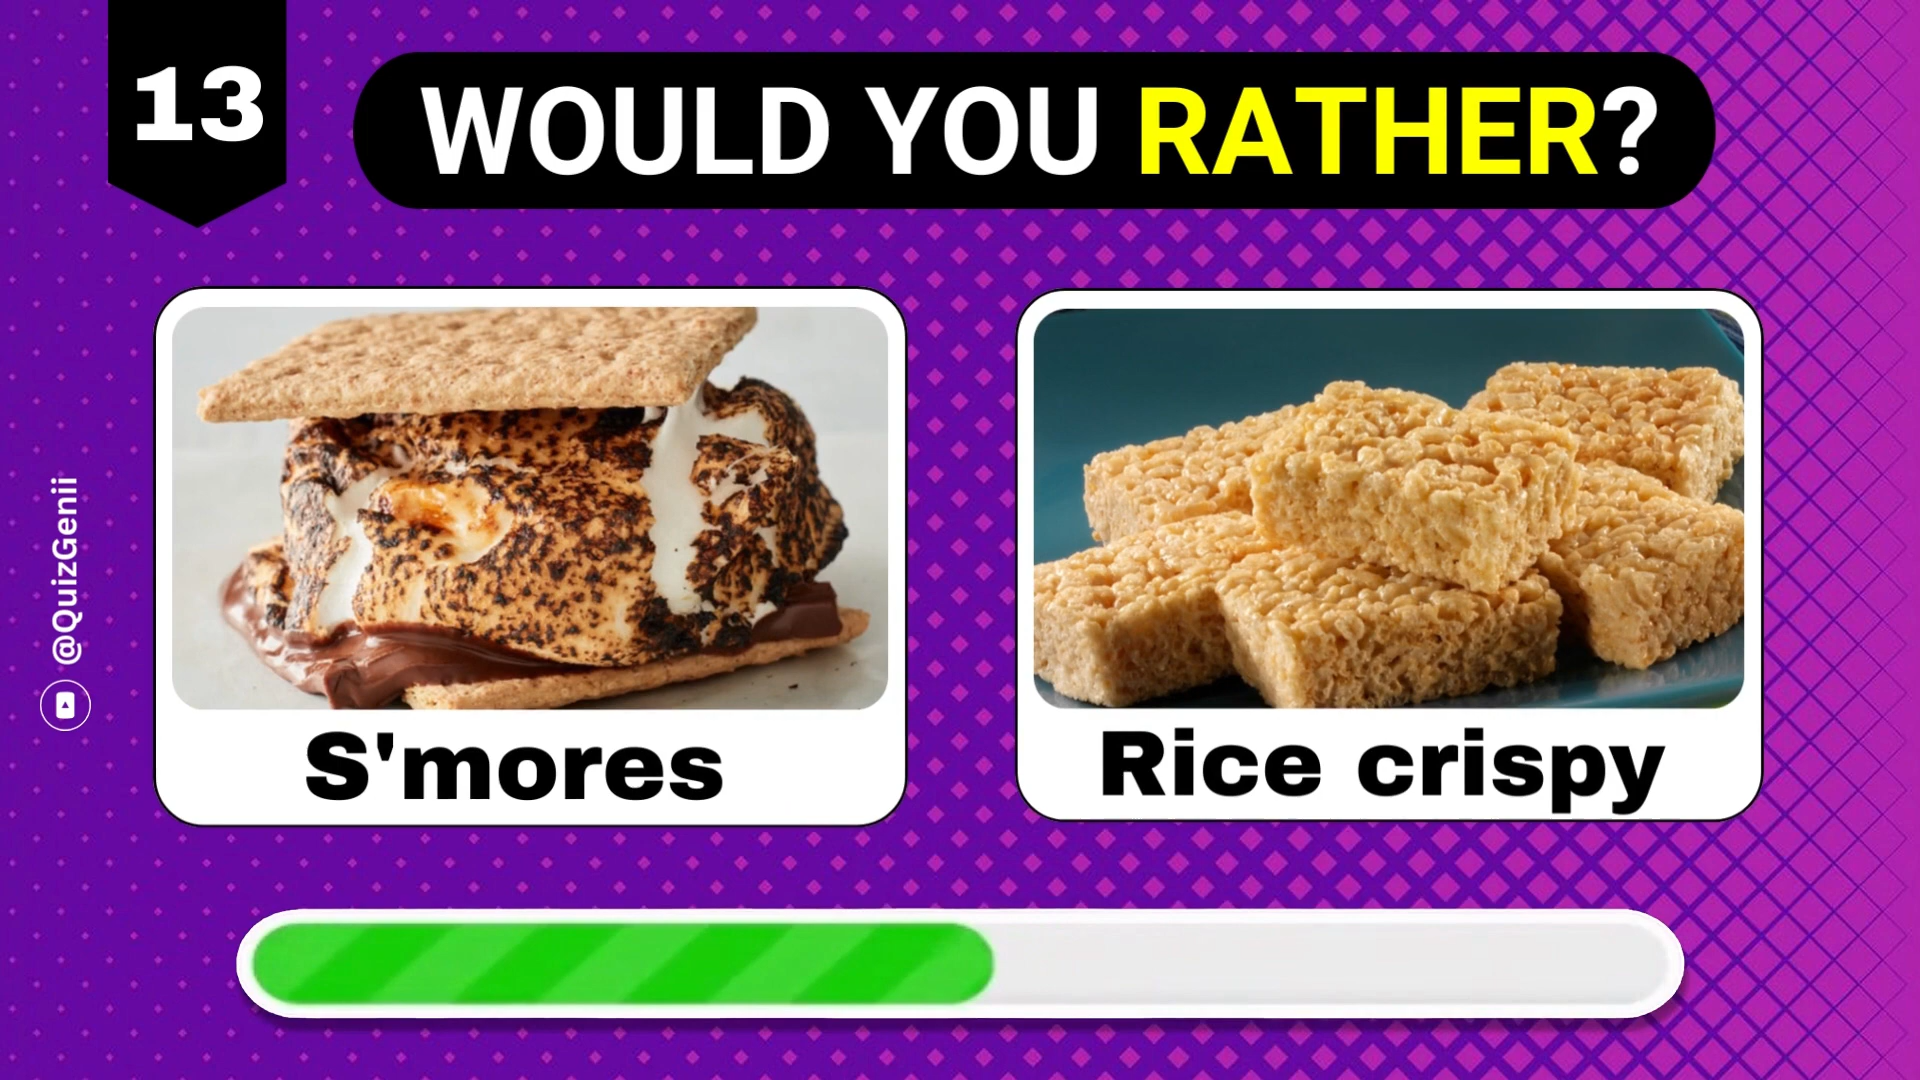 13
WOULD YOU RATHER?
S'mores
Rice crispy
@QuizGenii